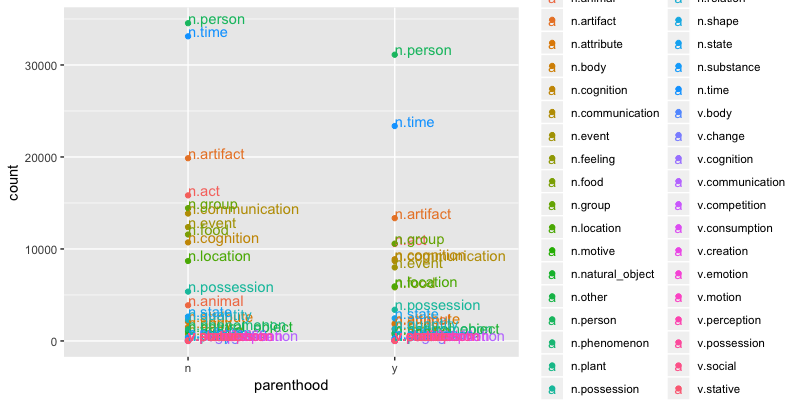 n.person
n.time
n.artifact
n.act
n.group
n.communication
n.event
n.food
n.cognition
n.location
n.possession
n.animal
n.state
n.person
n.time
n.artifact
n.group
n.act
n.cognition
n.communication
n.event
n.location
n.food
n.possession
n.state
30000
20000
10000
0
count
n
y
parenthood
n.animal
n.artifact
n.attribute
n.body
n.cognition
n.communication
n.event
n.feeling
n.food
n.group
n.location
n.motive
n.natural_object
n.other
n.person
n.phenomenon
n.plant
n.possession
n.relation
n.shape
n.state
n.substance
n.time
v.body
v.change
v.cognition
v.communication
v.competition
v.consumption
v.creation
v.emotion
v.motion
v.perception
v.possession
v.social
v.stative